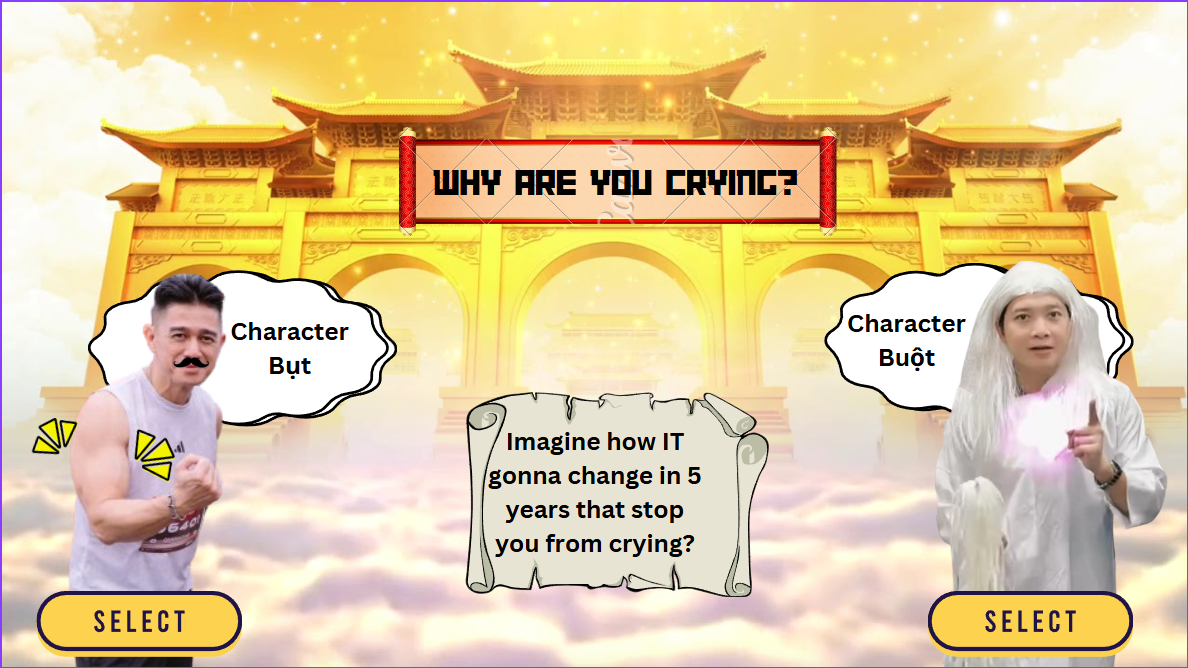 WHY ARE YOU CRYING?
Character
Bụt
Character
Buột
Imagine how IT
gonna change in 5
years that stop
you from crying?
SELECT
SELECT